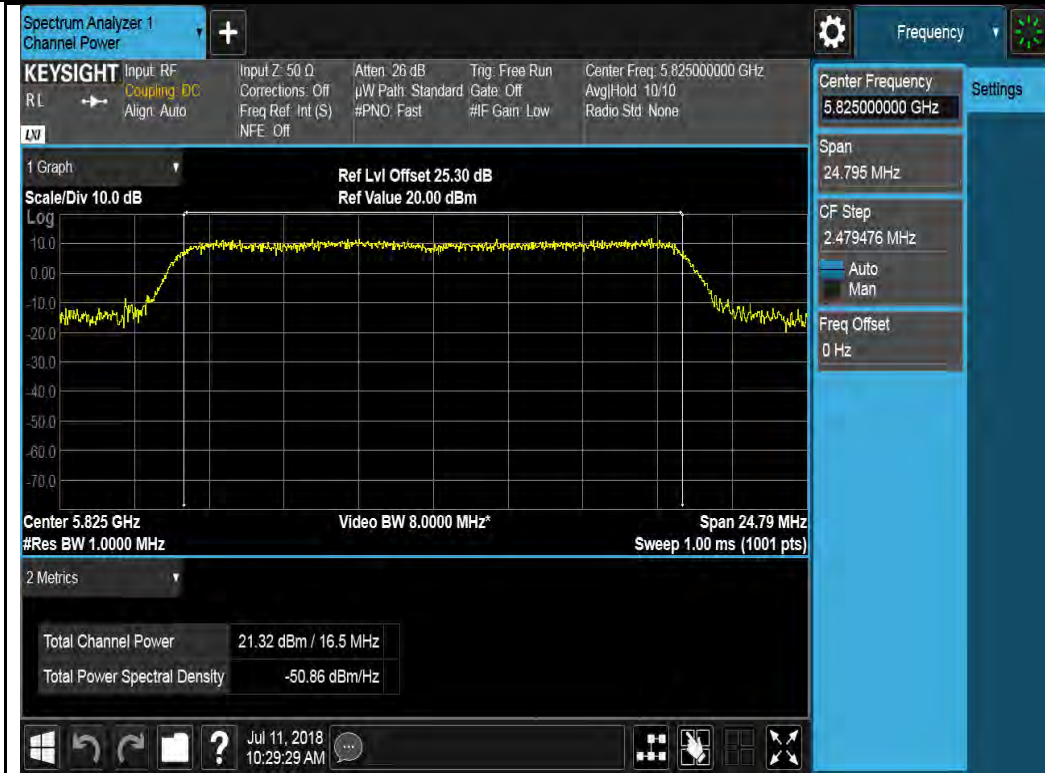 Spectrum Analyzer 1
Channel Power
+
Frequency
KEYSIGHT
RL
LXI
Input: RF
Coupling: DC
Align: Auto
Input Z: 50 Ω
Corrections: Off
Freq Ref: Int (S)
NFE: Off
Atten: 26 dB
µW Path: Standard
#PNO: Fast
Trig: Free Run
Gate: Off
#IF Gain: Low
Center Freq: 5.825000000 GHz
Avg|Hold: 10/10
Radio Std: None
Center Frequency
5.825000000 GHz
Settings
Span
24.795 MHz
CF Step
2.479476 MHz
Auto
Man
Freq Offset
0 Hz
1 Graph
Scale/Div 10.0 dB
Ref Lvl Offset 25.30 dB
Ref Value 20.00 dBm
Log
10.0
0.00
-10.0
-20.0
-30.0
-40.0
-50.0
-60.0
-70.0
Center 5.825 GHz
#Res BW 1.0000 MHz
Video BW 8.0000 MHz*
Span 24.79 MHz
Sweep 1.00 ms (1001 pts)
2 Metrics
Total Channel Power 21.32 dBm / 16.5 MHz
Total Power Spectral Density -50.86 dBm/Hz
?
Jul 11, 2018
10:29:29 AM